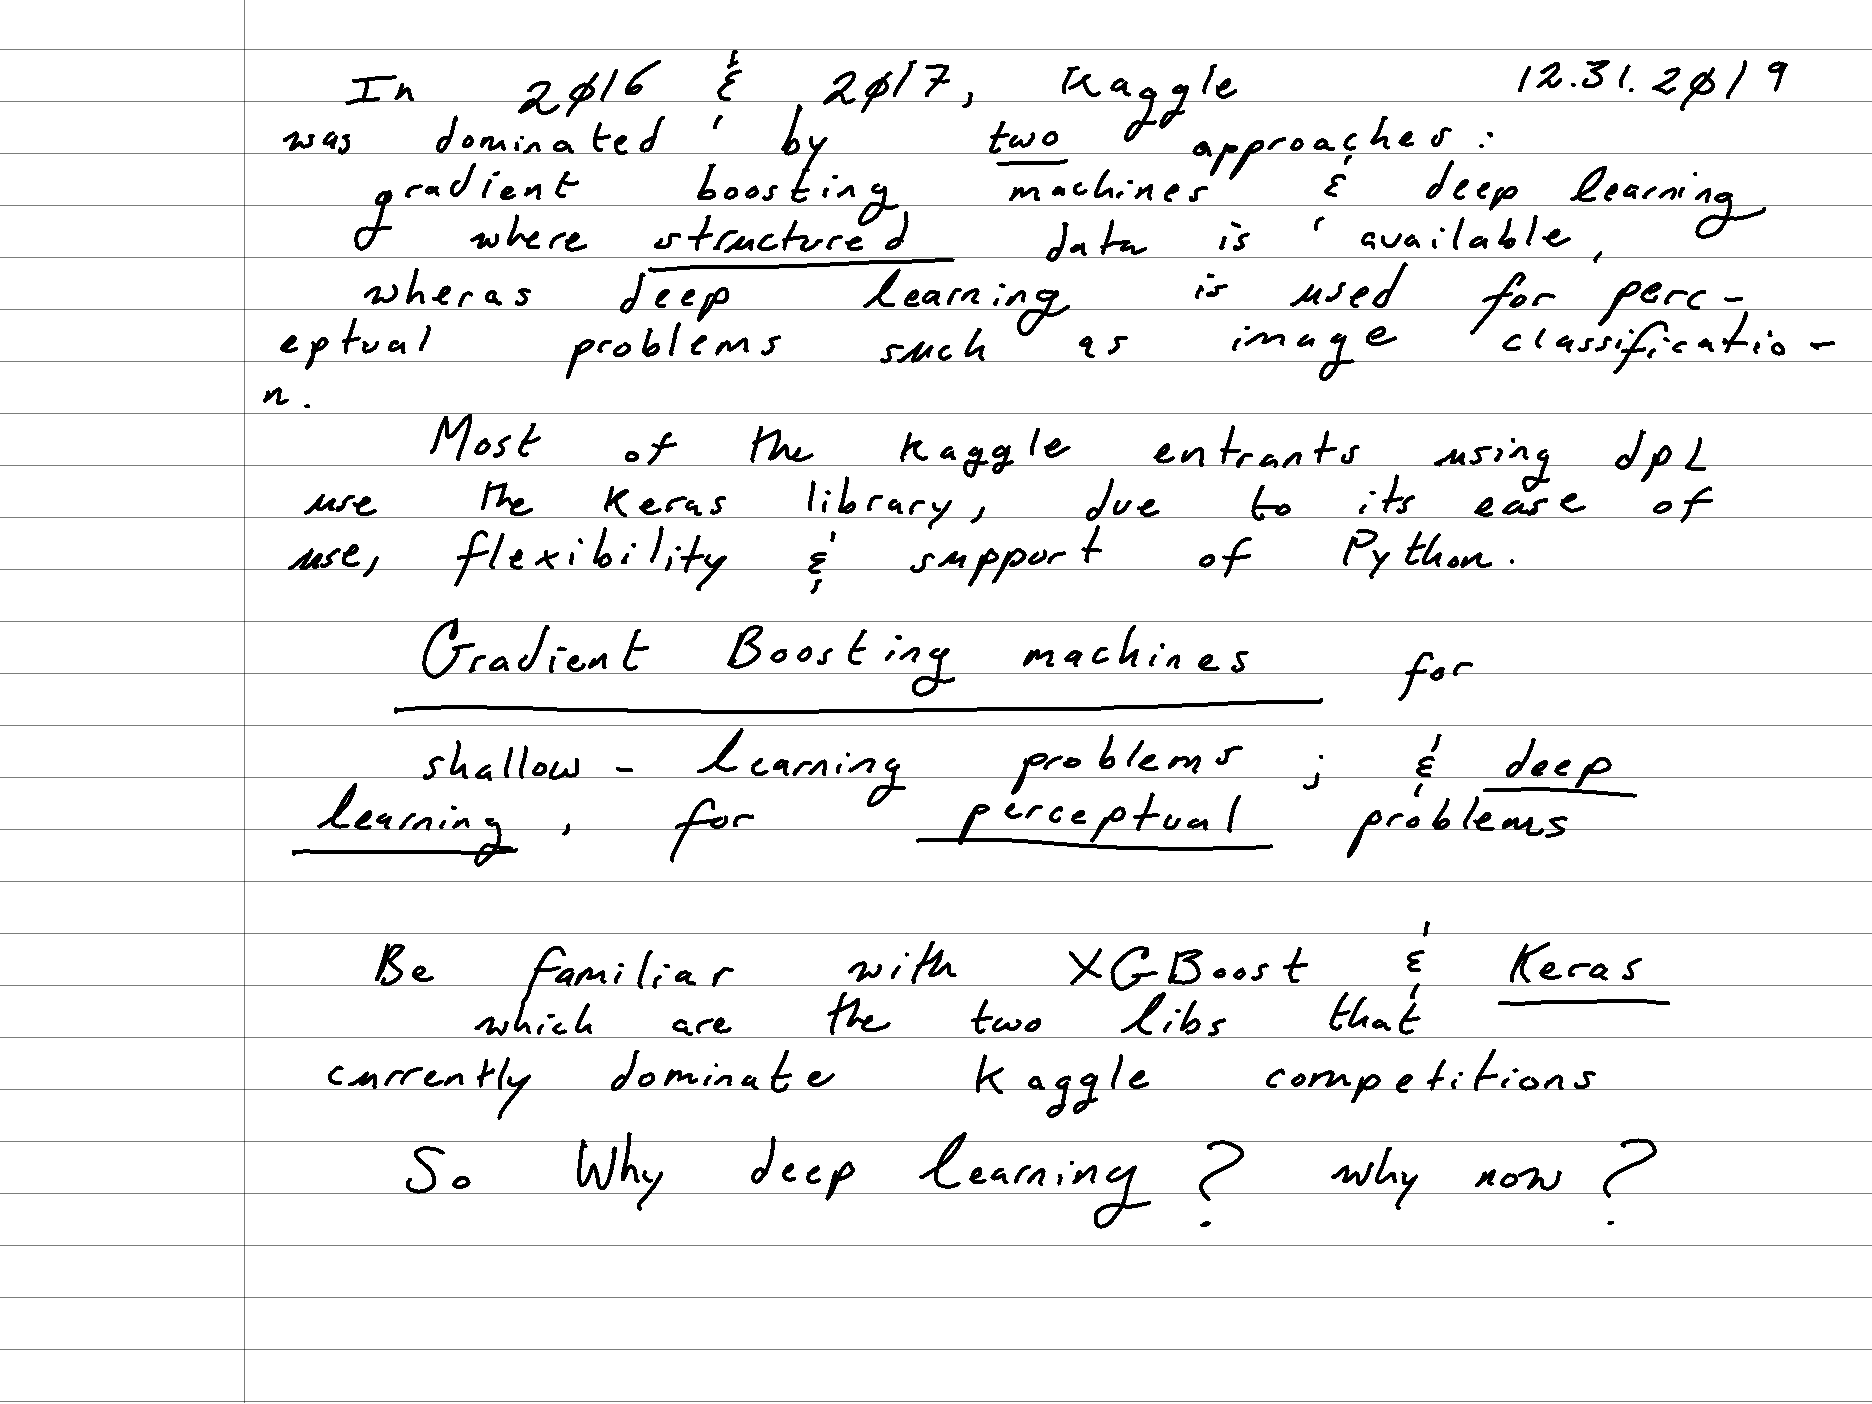 In 2016 & 2017, Kaggle 12.31.2019
was dominated by two approaches:
gradient boosting machines & deep learning
where structured data is available,
wheras deep learning is used for perc-
eptual problems such as image classificatio-
n.
Most of the Kaggle entrants using dpL
use the Keras library, due to its ease of
use, flexibility & support of Python.
Gradient Boosting machines for
shallow-learning problems; & deep
learning, for perceptual problems
Be familiar with XGBoost & Keras
which are the two libs that
currently dominate Kaggle competitions
So Why deep learning? why now?